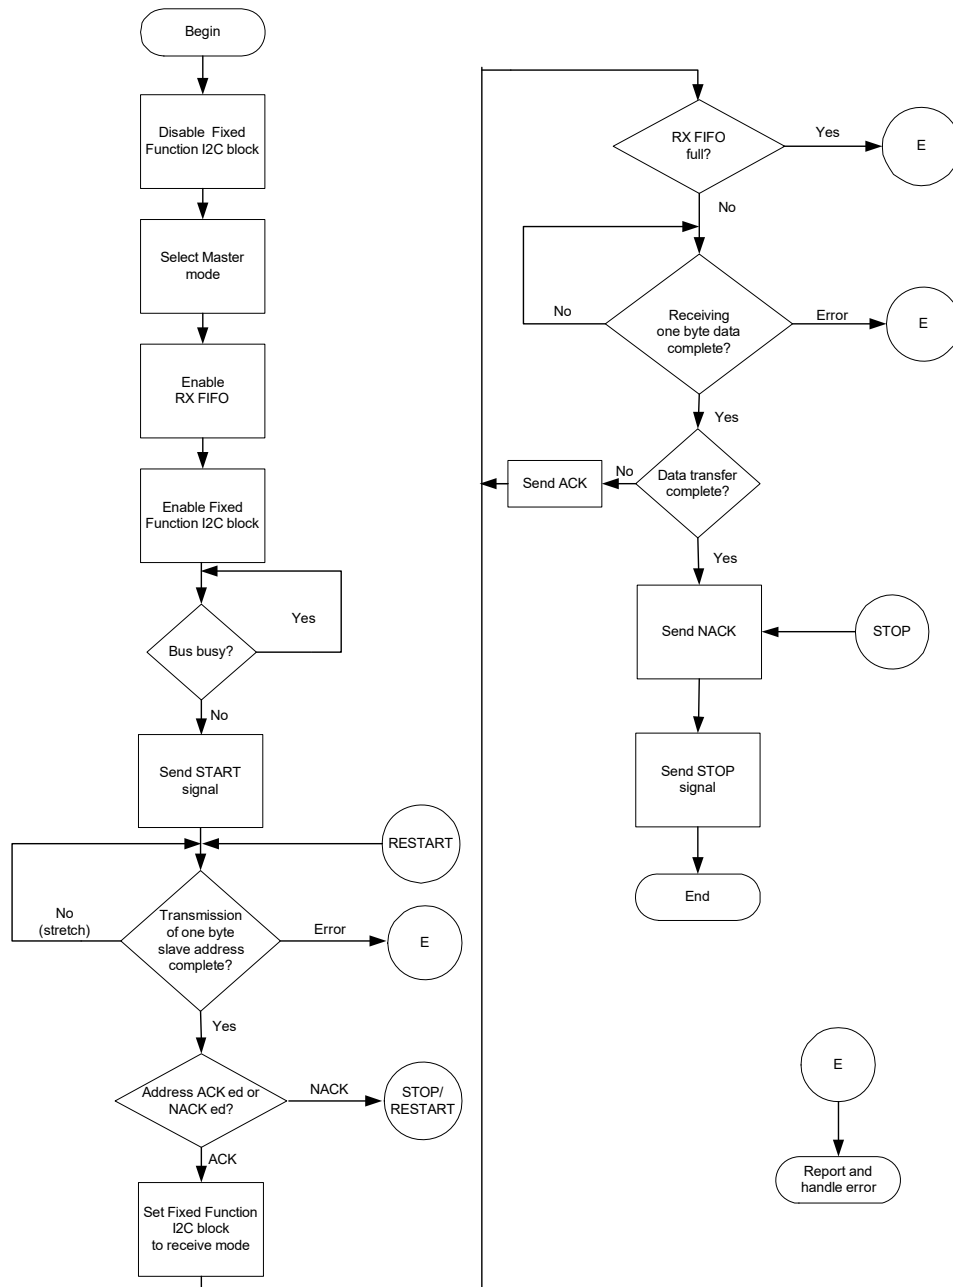 Begin
Disable Fixed
Function I2C block
Select Master
mode
Enable
RX FIFO
Enable Fixed
Function I2C block
Yes
Bus busy?
No
Send START
signal
RESTART
No
(stretch)
Transmission
of one byte
slave address
complete?
Error
E
Yes
Address ACK ed or
NACK ed?
NACK
STOP/
RESTART
ACK
Set Fixed Function
I2C block
to receive mode
RX FIFO
full?
Yes
E
No
No
Receiving
one byte data
complete?
Error
E
Yes
Send ACK
No
Data transfer
complete?
Yes
Send NACK
STOP
Send STOP
signal
End
E
Report and
handle error